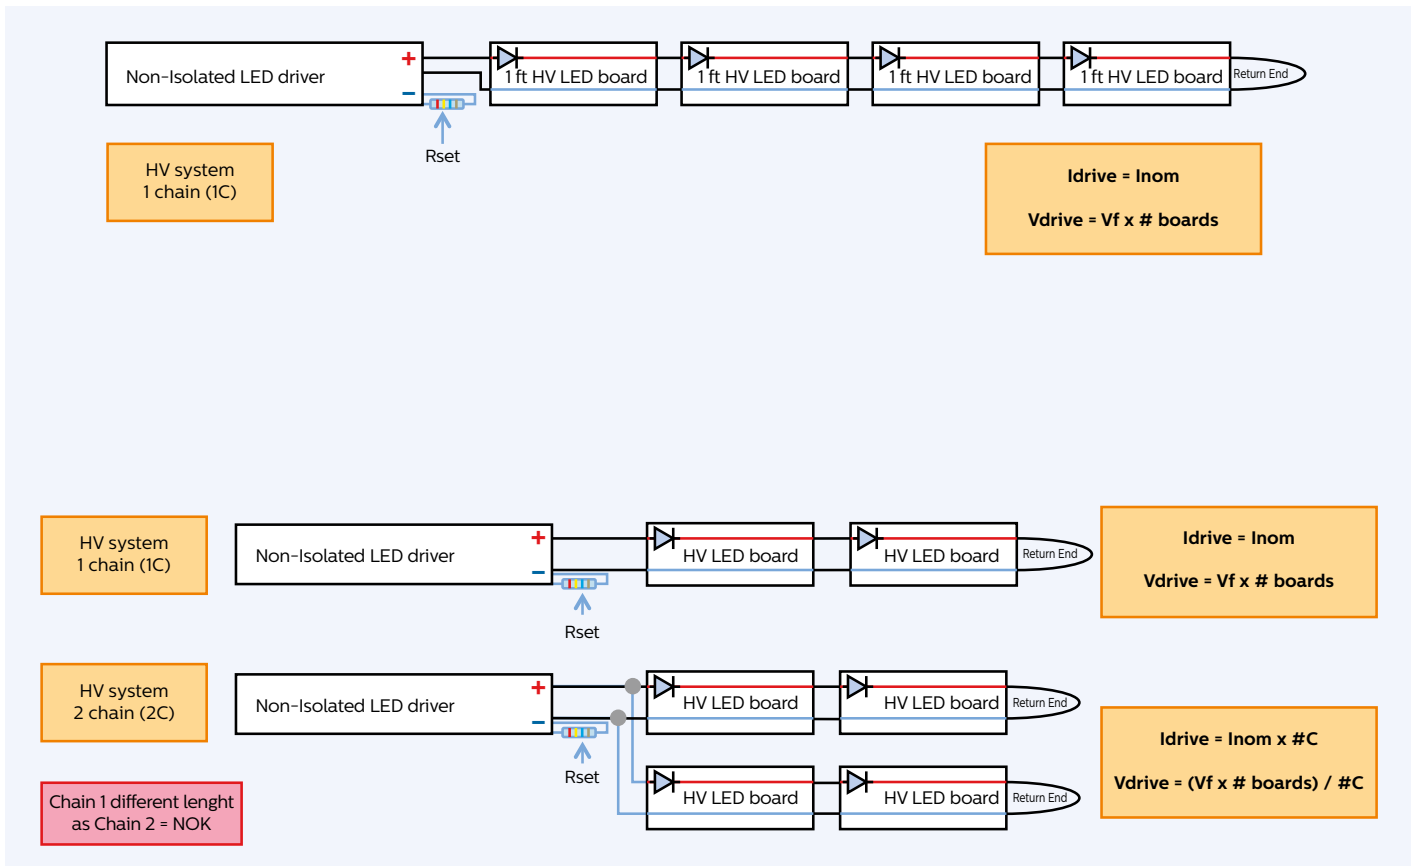 +
Non-Isolated LED driver
−
1 ft HV LED board
1 ft HV LED board
1 ft HV LED board
1 ft HV LED board
Return End
Rset
HV system
1 chain (1C)
Idrive = Inom
Vdrive = Vf x # boards
HV system
1 chain (1C)
+
Non-Isolated LED driver
−
HV LED board
HV LED board
Return End
Rset
Idrive = Inom
Vdrive = Vf x # boards
HV system
2 chain (2C)
+
Non-Isolated LED driver
−
HV LED board
HV LED board
Return End
Rset
HV LED board
HV LED board
Return End
Idrive = Inom x #C
Vdrive = (Vf x # boards) / #C
Chain 1 different lenght
as Chain 2 = NOK